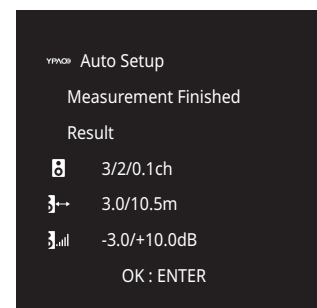 YPAO Auto Setup
Measurement Finished
Result
3/2/0.1ch
3.0/10.5m
-3.0/+10.0dB
OK : ENTER